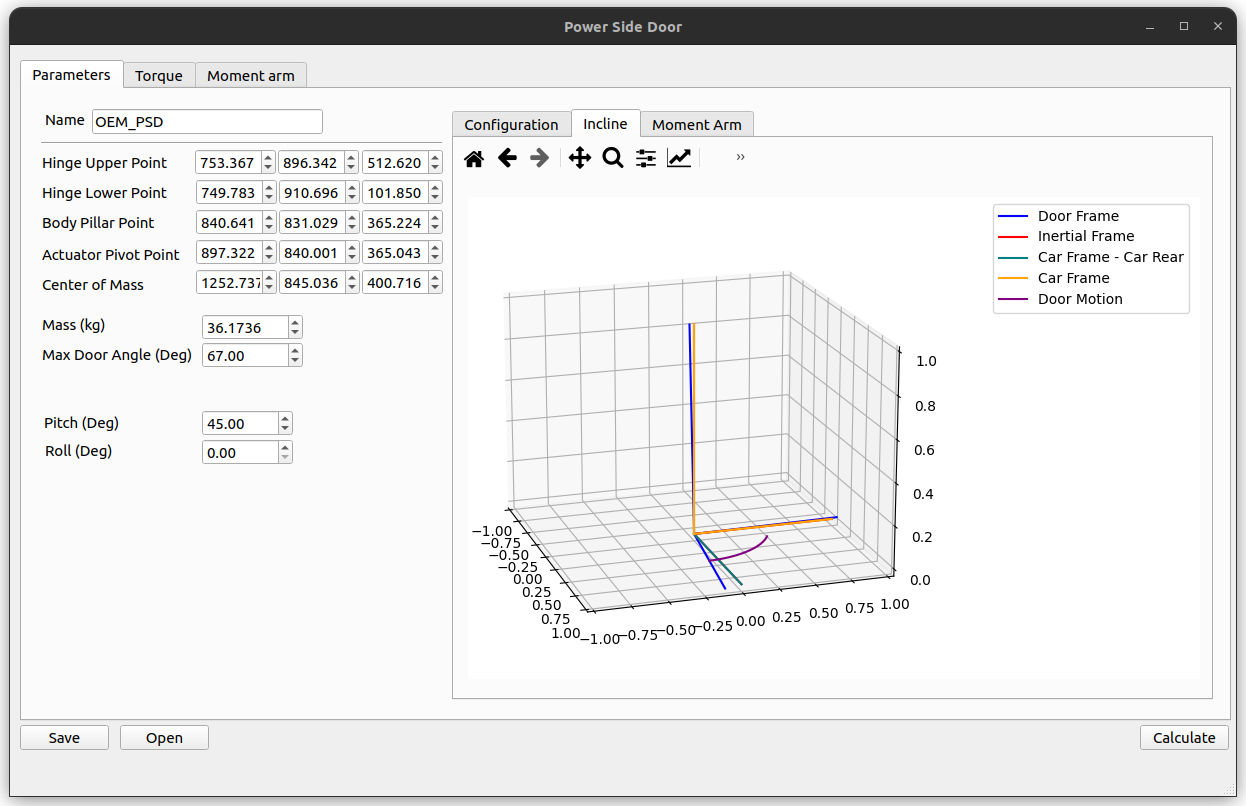 Power Side Door
Parameters Torque Moment arm
Name OEM_PSD
Hinge Upper Point 753.367 896.342 512.620
Hinge Lower Point 749.783 910.696 101.850
Body Pillar Point 840.641 831.029 365.224
Actuator Pivot Point 897.322 840.001 365.043
Center of Mass 1252.737 845.036 400.716
Mass (kg) 36.1736
Max Door Angle (Deg) 67.00
Pitch (Deg) 45.00
Roll (Deg) 0.00
Configuration Incline Moment Arm
»
Door Frame
Inertial Frame
Car Frame - Car Rear
Car Frame
Door Motion
1.0
0.8
0.6
0.4
0.2
0.0
−1.00
−0.75
−0.50
−0.25
0.00
0.25
0.50
0.75
1.00
−1.00 −0.75 −0.50 −0.25 0.00 0.25 0.50 0.75 1.00
Save Open Calculate